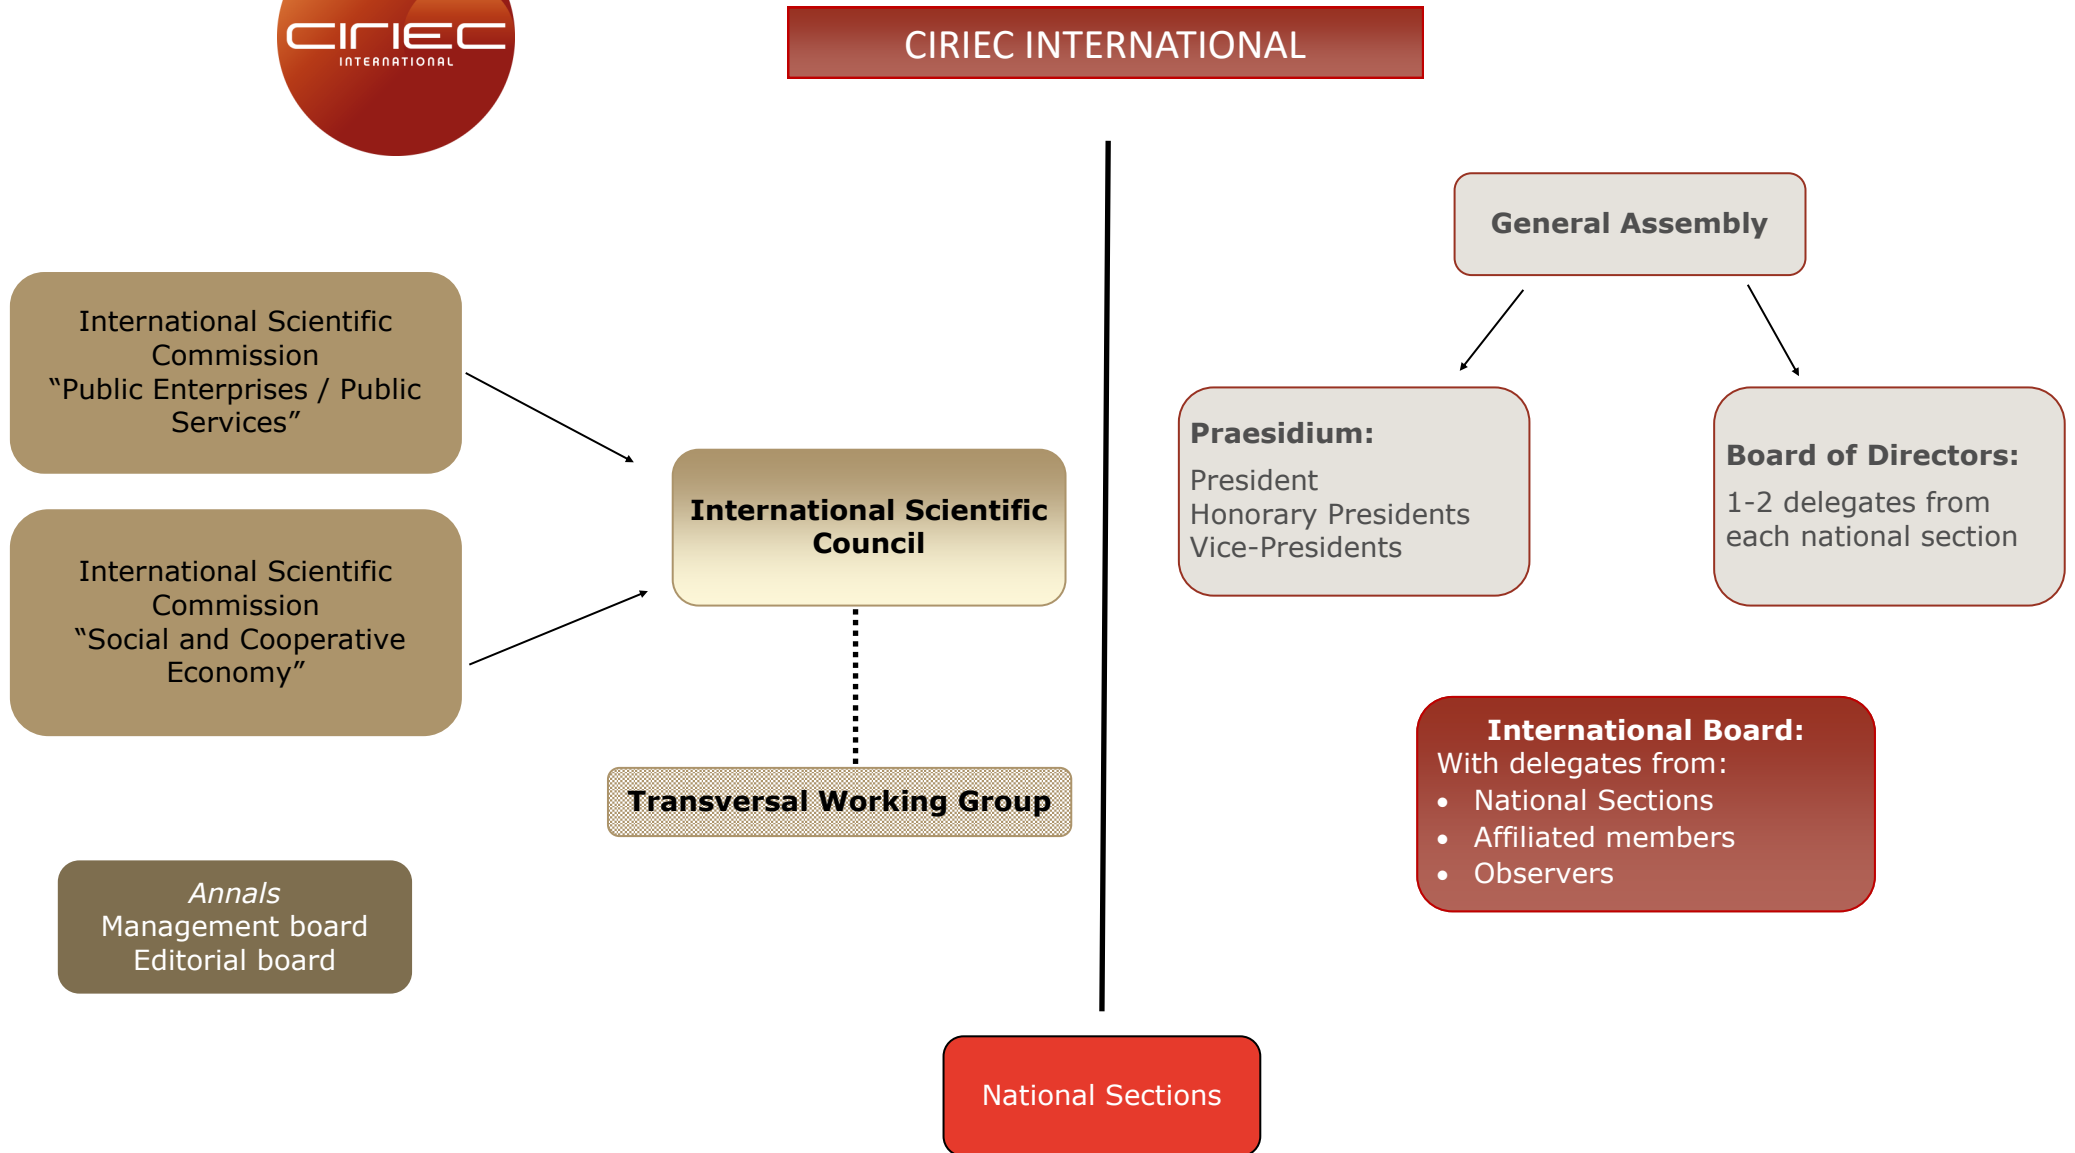 CIRIEC
INTERNATIONAL
CIRIEC INTERNATIONAL
General Assembly
International Scientific
Commission
“Public Enterprises / Public
Services”
International Scientific
Commission
“Social and Cooperative
Economy”
International Scientific
Council
Transversal Working Group
Annals
Management board
Editorial board
Praesidium:
President
Honorary Presidents
Vice-Presidents
Board of Directors:
1-2 delegates from
each national section
International Board:
With delegates from:
• National Sections
• Affiliated members
• Observers
National Sections